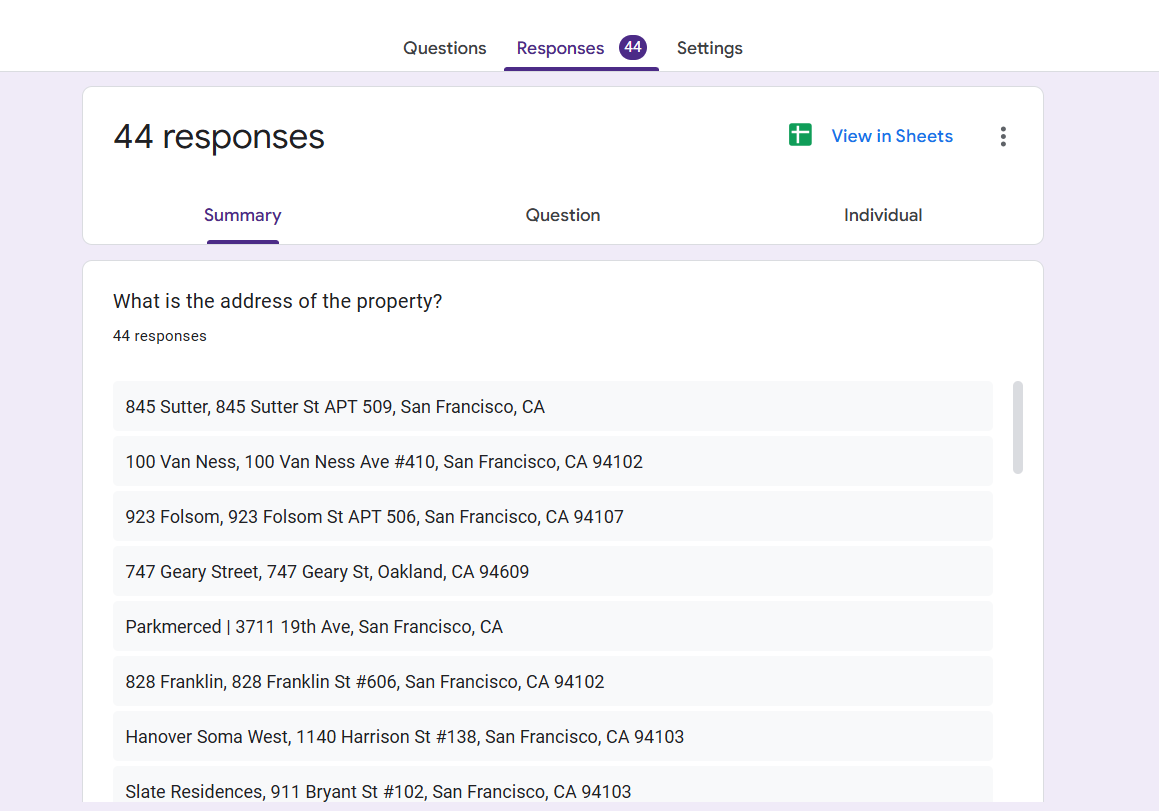 Questions
Responses 44
Settings
44 responses
View in Sheets
Summary
Question
Individual
What is the address of the property?
44 responses
845 Sutter, 845 Sutter St APT 509, San Francisco, CA
100 Van Ness, 100 Van Ness Ave #410, San Francisco, CA 94102
923 Folsom, 923 Folsom St APT 506, San Francisco, CA 94107
747 Geary Street, 747 Geary St, Oakland, CA 94609
Parkmerced | 3711 19th Ave, San Francisco, CA
828 Franklin, 828 Franklin St #606, San Francisco, CA 94102
Hanover Soma West, 1140 Harrison St #138, San Francisco, CA 94103
Slate Residences, 911 Bryant St #102, San Francisco, CA 94103